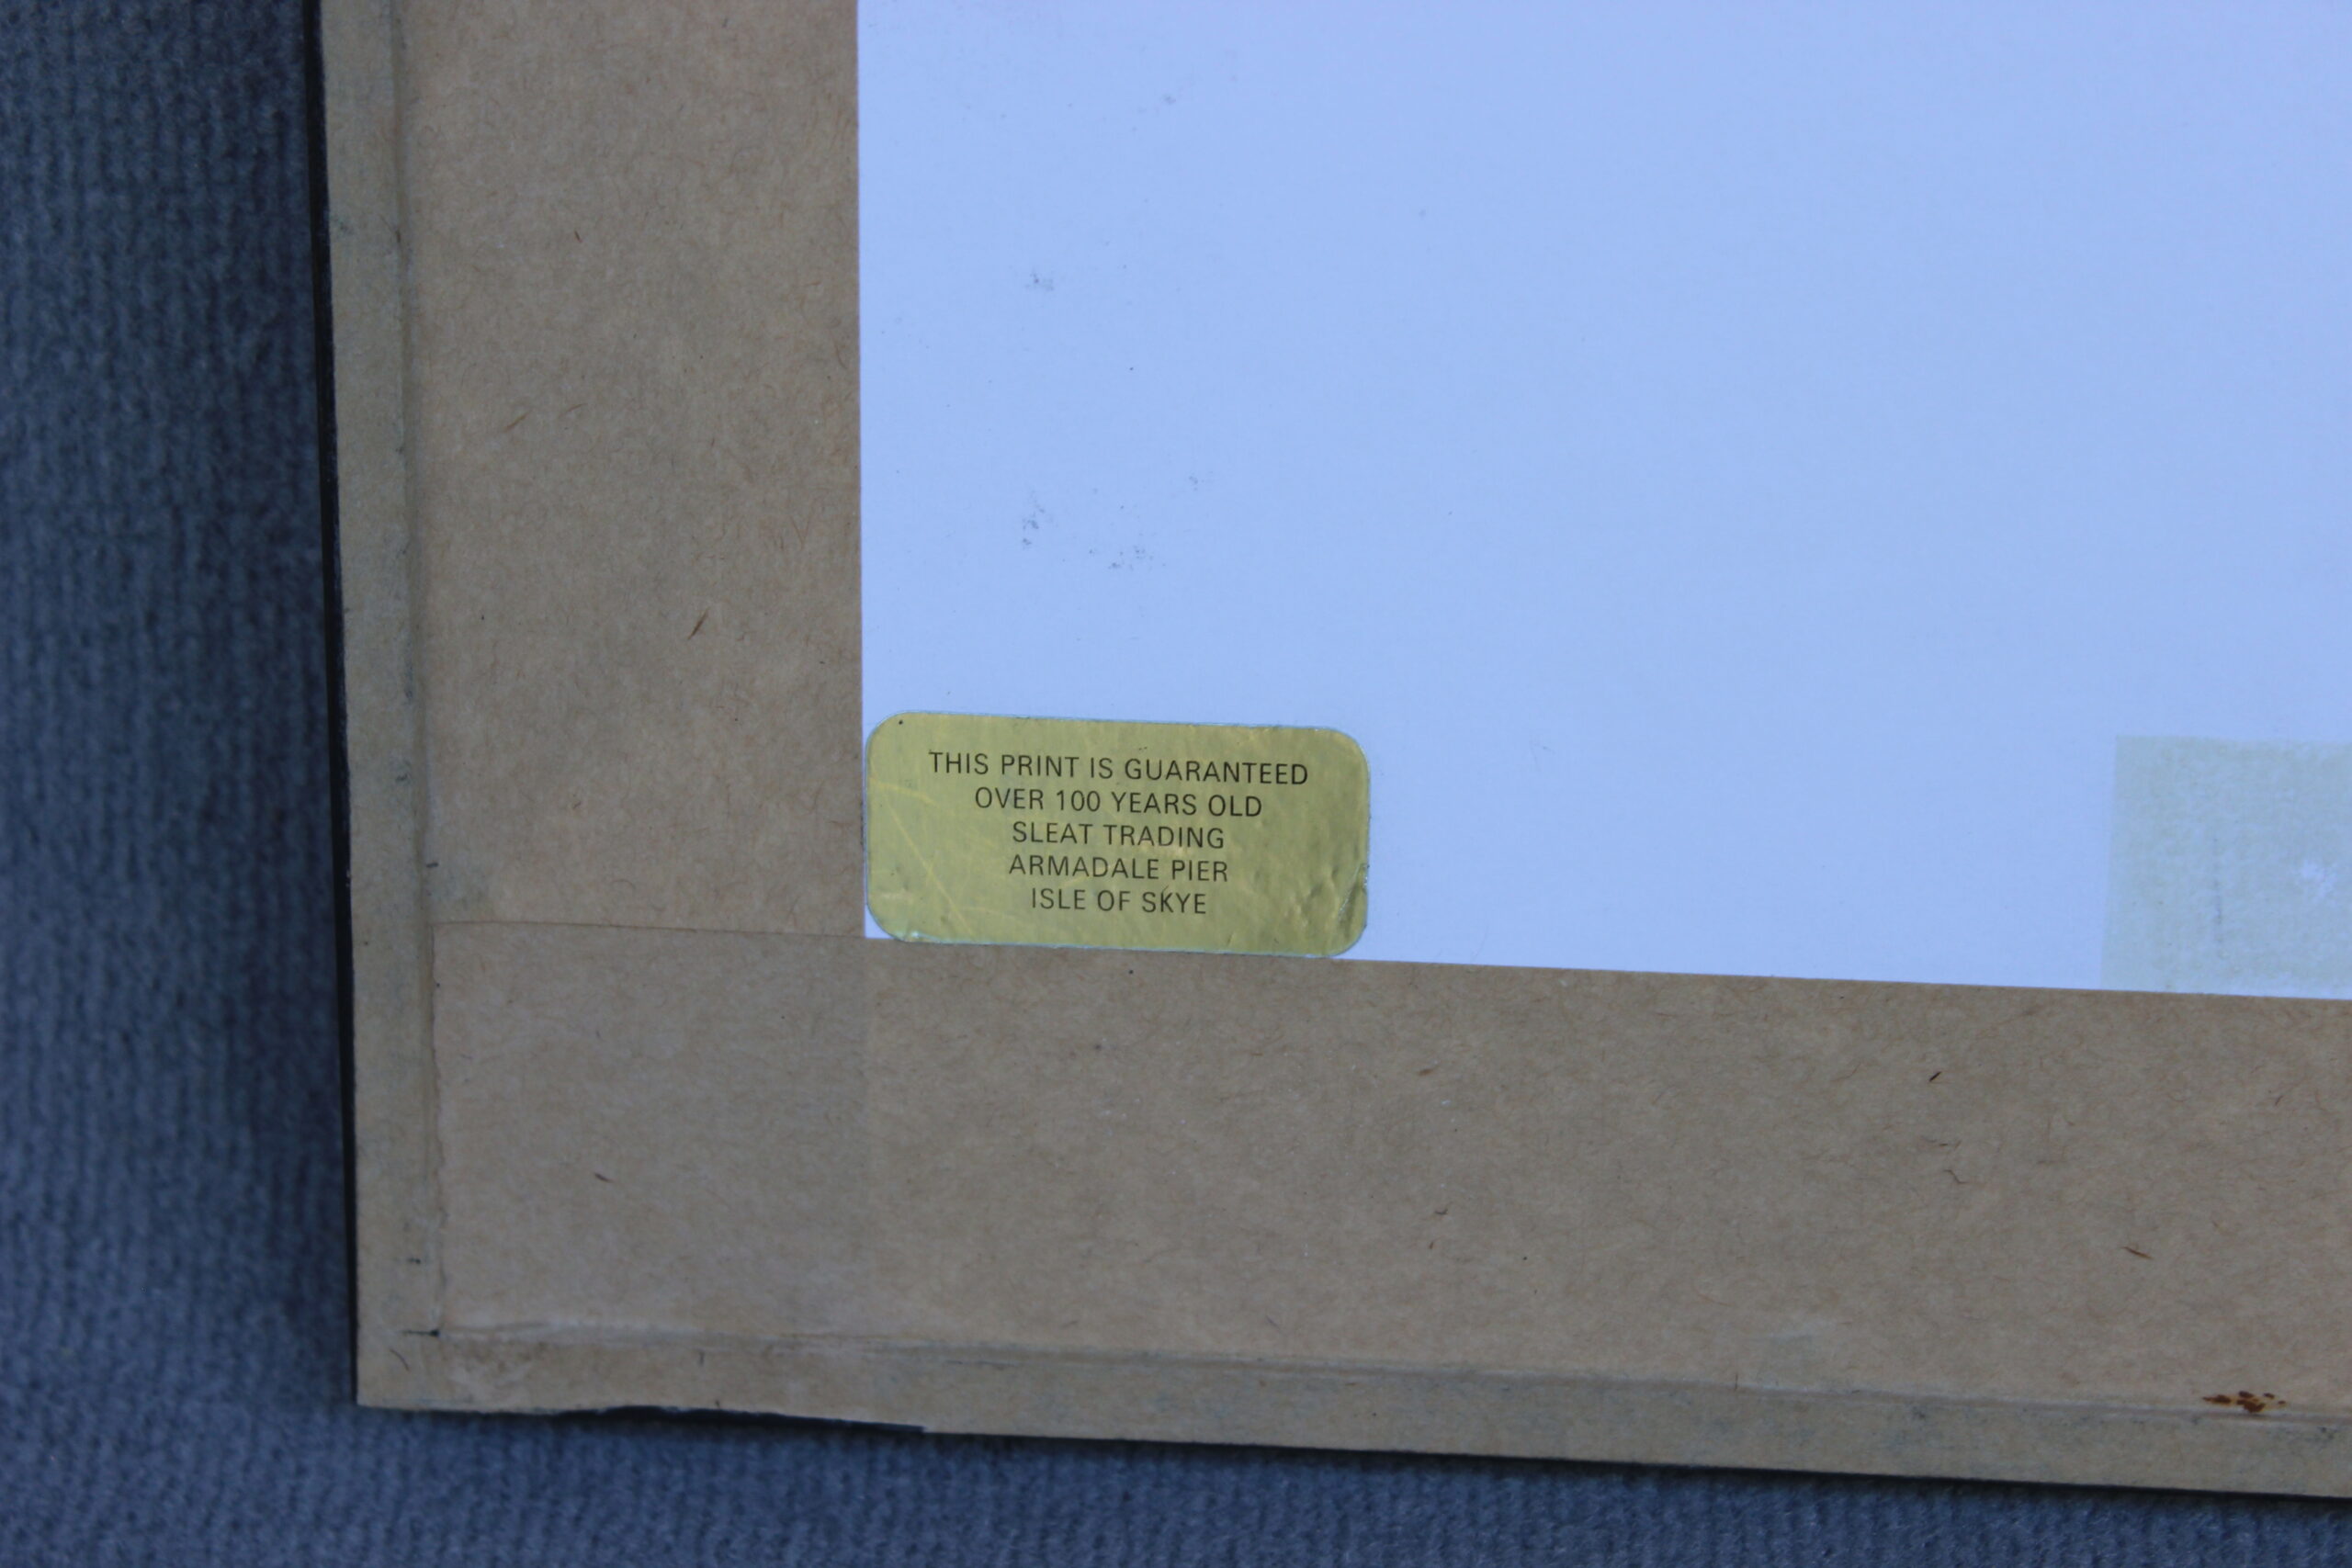 THIS PRINT IS GUARANTEED
OVER 100 YEARS OLD
SLEAT TRADING
ARMADALE PIER
ISLE OF SKYE